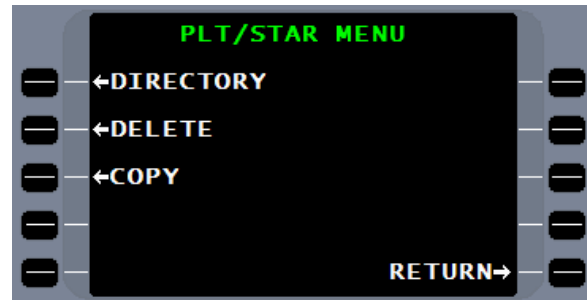 PLT/STAR MENU
←DIRECTORY
←DELETE
←COPY
RETURN→